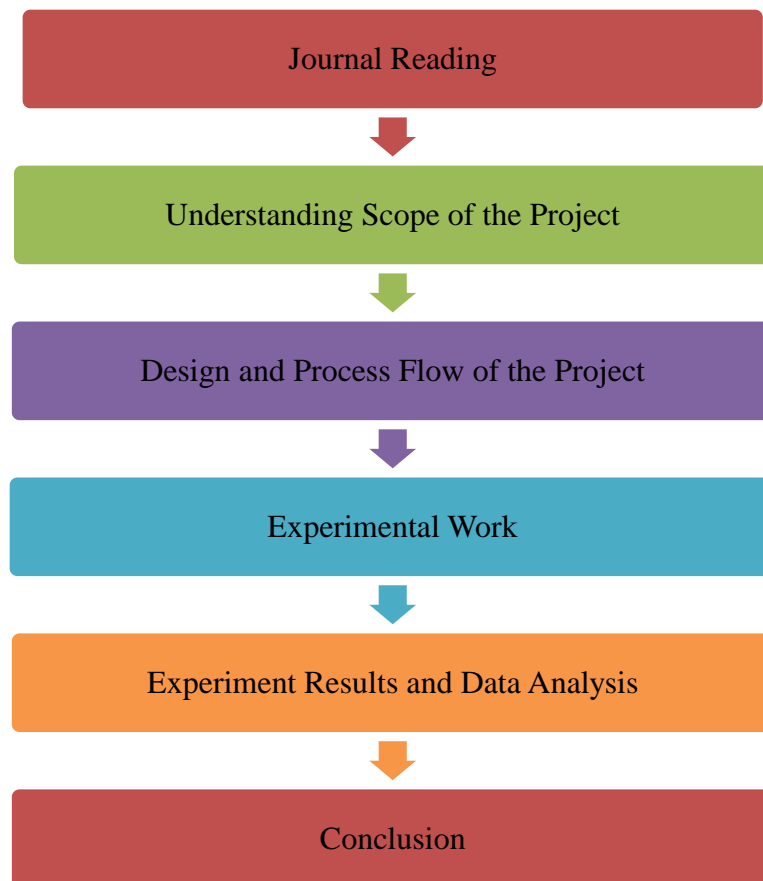 Journal Reading
Understanding Scope of the Project
Design and Process Flow of the Project
Experimental Work
Experiment Results and Data Analysis
Conclusion